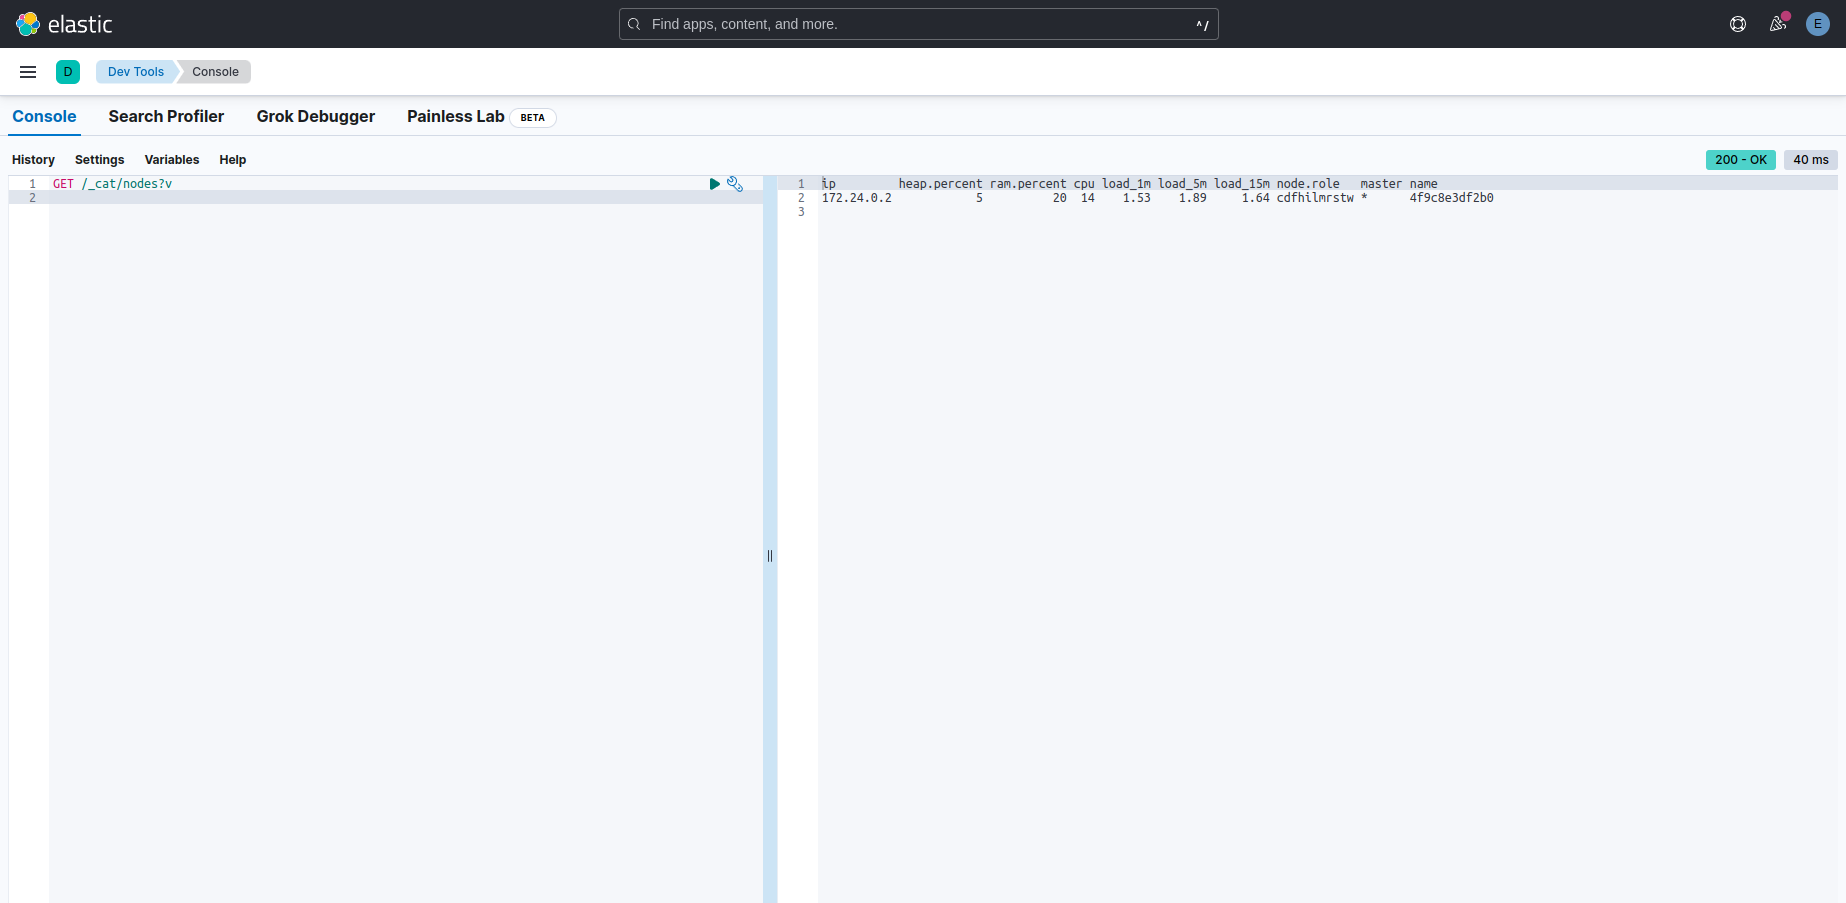 elastic
Find apps, content, and more.
^/
E
D
Dev Tools
Console
Console
Search Profiler
Grok Debugger
Painless Lab
BETA
History
Settings
Variables
Help
200 - OK
40 ms
1
GET /_cat/nodes?v
2
1
ip         heap.percent ram.percent cpu load_1m load_5m load_15m node.role   master name
2
172.24.0.2            5          20  14    1.53    1.89     1.64 cdfhilmrstw *      4f9c8e3df2b0
3